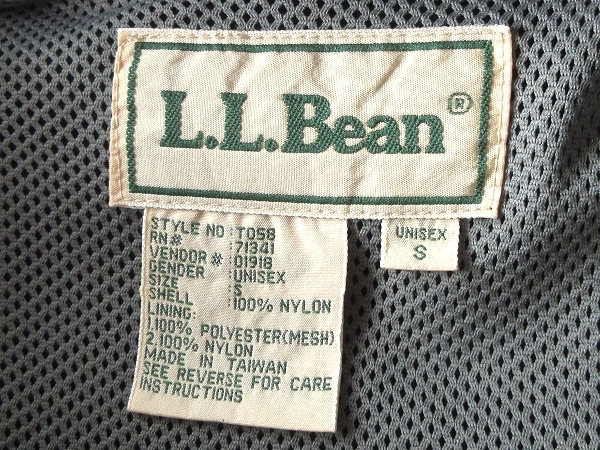 L.L.Bean®
STYLE NO : T058
RN# : 71341
VENDOR # : 01918
GENDER : UNISEX
SIZE : S
SHELL : 100% NYLON
LINING:
1.100% POLYESTER(MESH)
2.100% NYLON
MADE IN TAIWAN
SEE REVERSE FOR CARE
INSTRUCTIONS
UNISEX
S